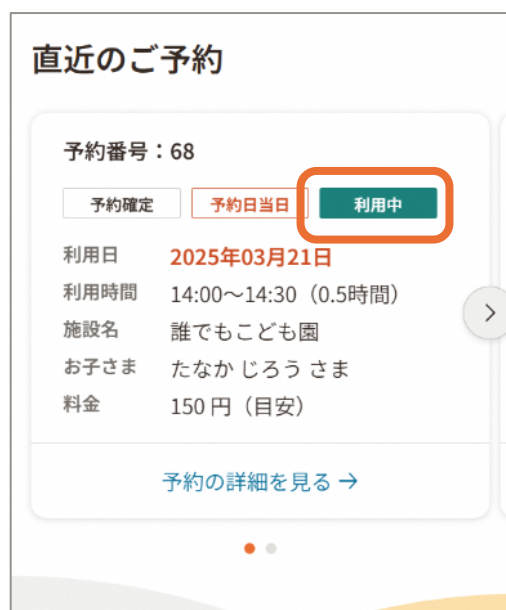 直近のご予約
予約番号：68
予約確定 予約日当日 利用中
利用日 2025年03月21日
利用時間 14:00〜14:30（0.5時間）
施設名 誰でもこども園
お子さま たなか じろう さま
料金 150 円（目安）
予約の詳細を見る →